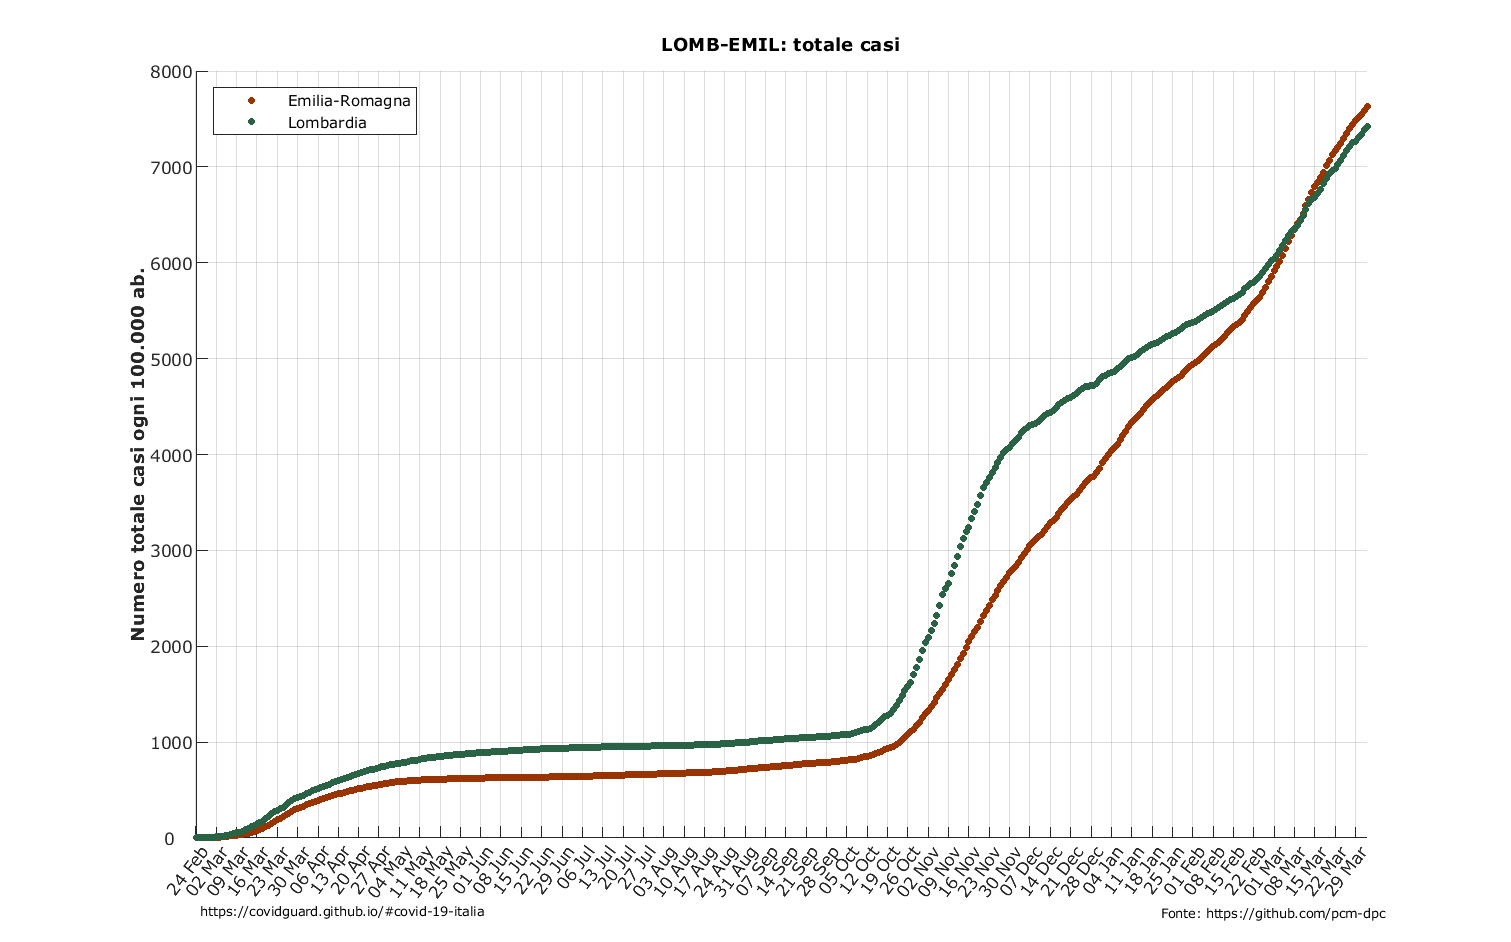 LOMB-EMIL: totale casi
Numero totale casi ogni 100.000 ab.
8000
7000
6000
5000
4000
3000
2000
1000
0
Emilia-Romagna
Lombardia
24 Feb
02 Mar
09 Mar
16 Mar
23 Mar
30 Mar
06 Apr
13 Apr
20 Apr
27 Apr
04 May
11 May
18 May
25 May
01 Jun
08 Jun
15 Jun
22 Jun
29 Jun
06 Jul
13 Jul
20 Jul
27 Jul
03 Aug
10 Aug
17 Aug
24 Aug
31 Aug
07 Sep
14 Sep
21 Sep
28 Sep
05 Oct
12 Oct
19 Oct
26 Oct
02 Nov
09 Nov
16 Nov
23 Nov
30 Nov
07 Dec
14 Dec
21 Dec
28 Dec
04 Jan
11 Jan
18 Jan
25 Jan
01 Feb
08 Feb
15 Feb
22 Feb
01 Mar
08 Mar
15 Mar
22 Mar
29 Mar
https://covidguard.github.io/#covid-19-italia
Fonte: https://github.com/pcm-dpc